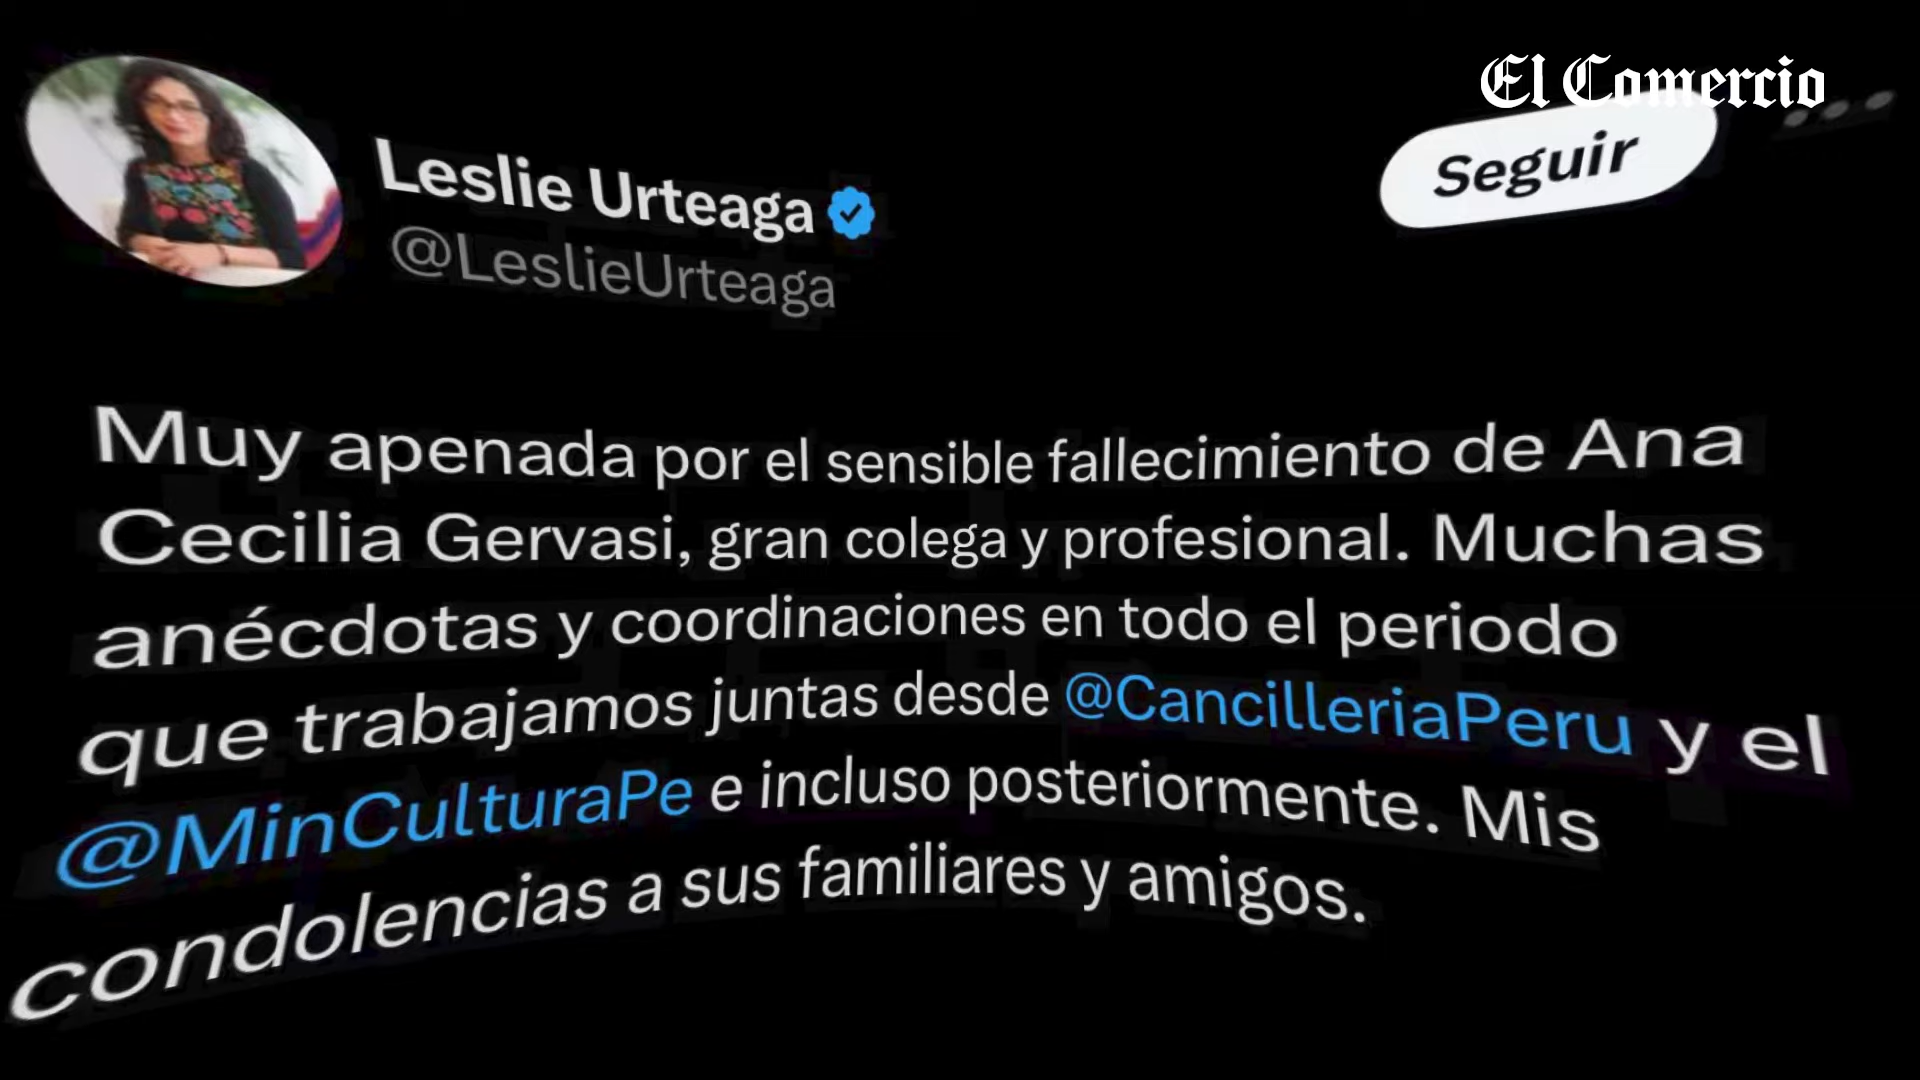 El Comercio
Leslie Urteaga
@LeslieUrteaga
Seguir
Muy apenada por el sensible fallecimiento de Ana
Cecilia Gervasi, gran colega y profesional. Muchas
anécdotas y coordinaciones en todo el periodo
que trabajamos juntas desde @CancilleriaPeru y el
@MinCulturaPe e incluso posteriormente. Mis
condolencias a sus familiares y amigos.